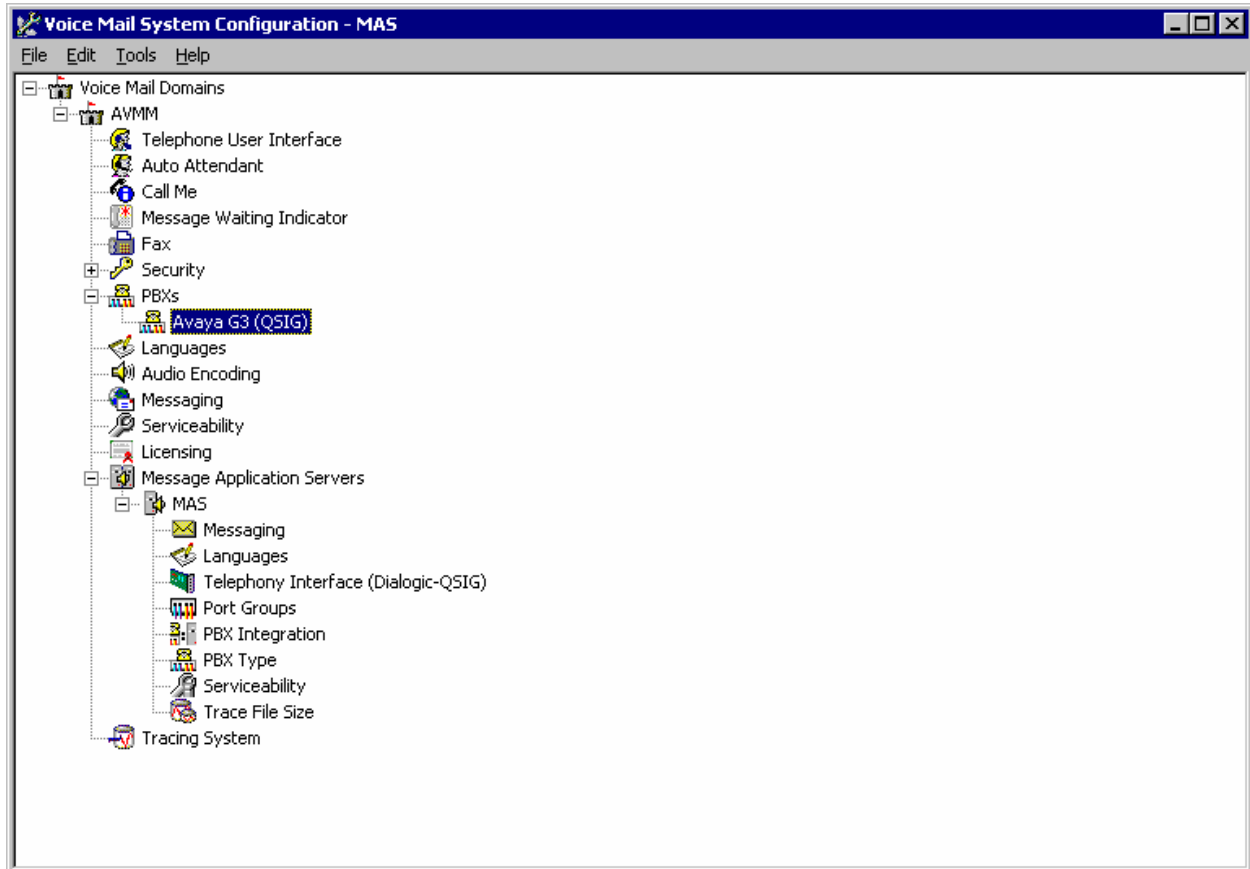 Voice Mail System Configuration - MAS
File Edit Tools Help
Voice Mail Domains
AVMM
Telephone User Interface
Auto Attendant
Call Me
Message Waiting Indicator
Fax
Security
PBXs
Avaya G3 (QSIG)
Languages
Audio Encoding
Messaging
Serviceability
Licensing
Message Application Servers
MAS
Messaging
Languages
Telephony Interface (Dialogic-QSIG)
Port Groups
PBX Integration
PBX Type
Serviceability
Trace File Size
Tracing System